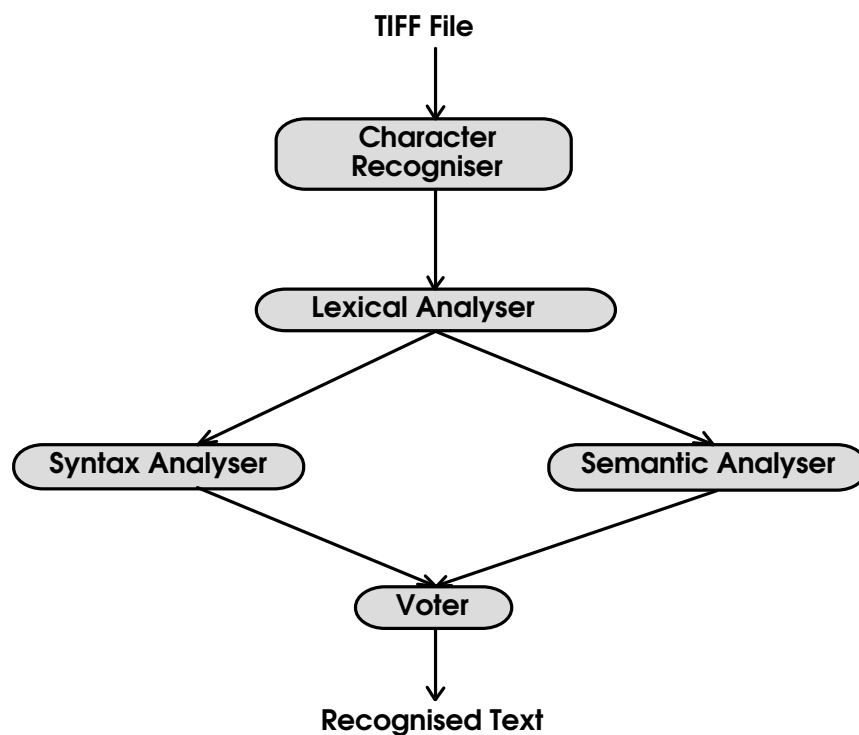 TIFF File
Character
Recogniser
Lexical Analyser
Syntax Analyser
Semantic Analyser
Voter
Recognised Text